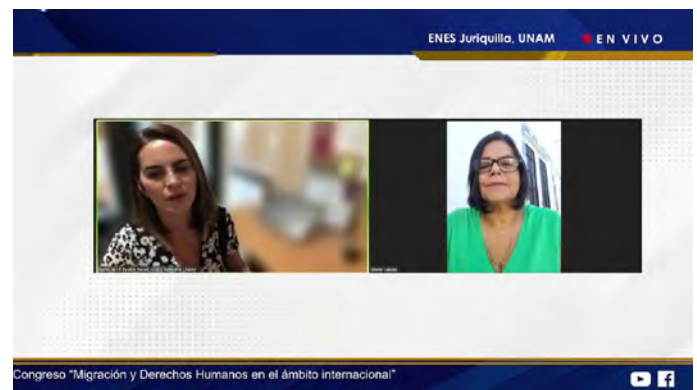 ENES Juriquilla, UNAM
EN VIVO
Congreso "Migración y Derechos Humanos en el ámbito internacional"